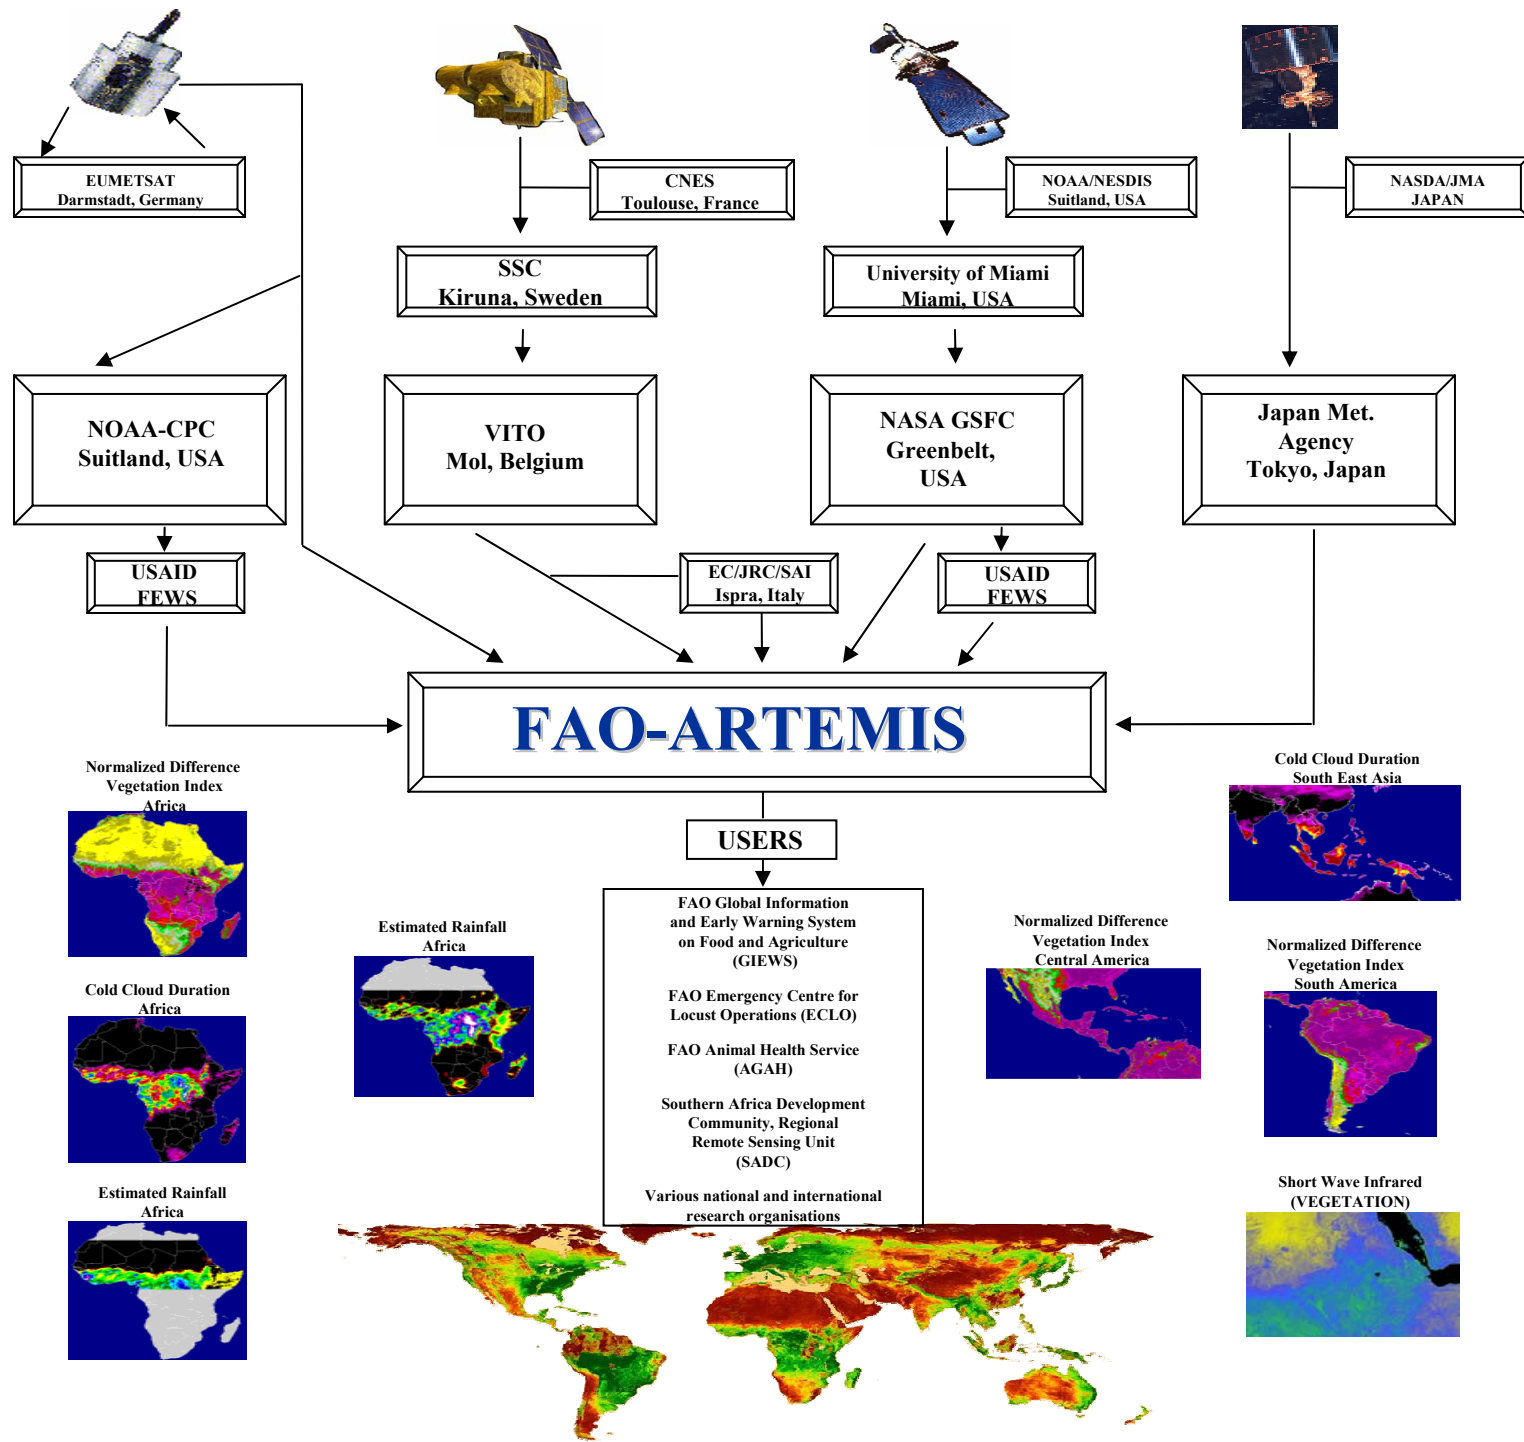 EUMETSAT
Darmstadt, Germany
CNES
Toulouse, France
NOAA/NESDIS
Suitland, USA
NASDA/JMA
JAPAN
SSC
Kiruna, Sweden
University of Miami
Miami, USA
NOAA-CPC
Suitland, USA
VITO
Mol, Belgium
NASA GSFC
Greenbelt,
USA
Japan Met.
Agency
Tokyo, Japan
USAID
FEWS
EC/JRC/SAI
Ispra, Italy
USAID
FEWS
FAO-ARTEMIS
Normalized Difference
Vegetation Index
Africa
Cold Cloud Duration
South East Asia
USERS
FAO Global Information
and Early Warning System
on Food and Agriculture
(GIEWS)
FAO Emergency Centre for
Locust Operations (ECLO)
FAO Animal Health Service
(AGAH)
Southern Africa Development
Community, Regional
Remote Sensing Unit
(SADC)
Various national and international
research organisations
Estimated Rainfall
Africa
Normalized Difference
Vegetation Index
Central America
Normalized Difference
Vegetation Index
South America
Cold Cloud Duration
Africa
Estimated Rainfall
Africa
Short Wave Infrared
(VEGETATION)